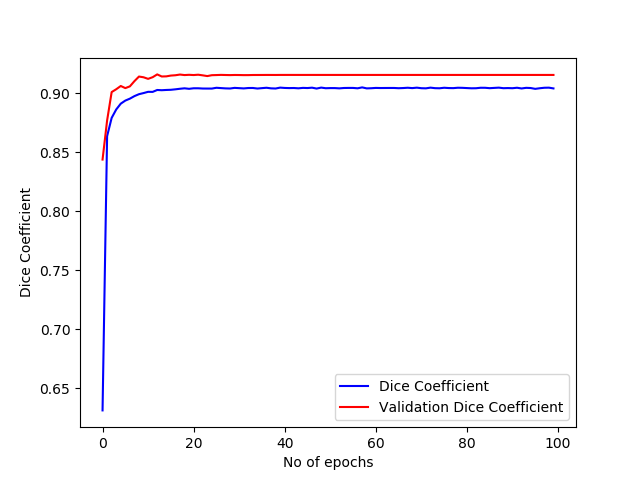 0.90
0.85
0.80
0.75
0.70
0.65
Dice Coefficient
Dice Coefficient
Validation Dice Coefficient
0 20 40 60 80 100
No of epochs